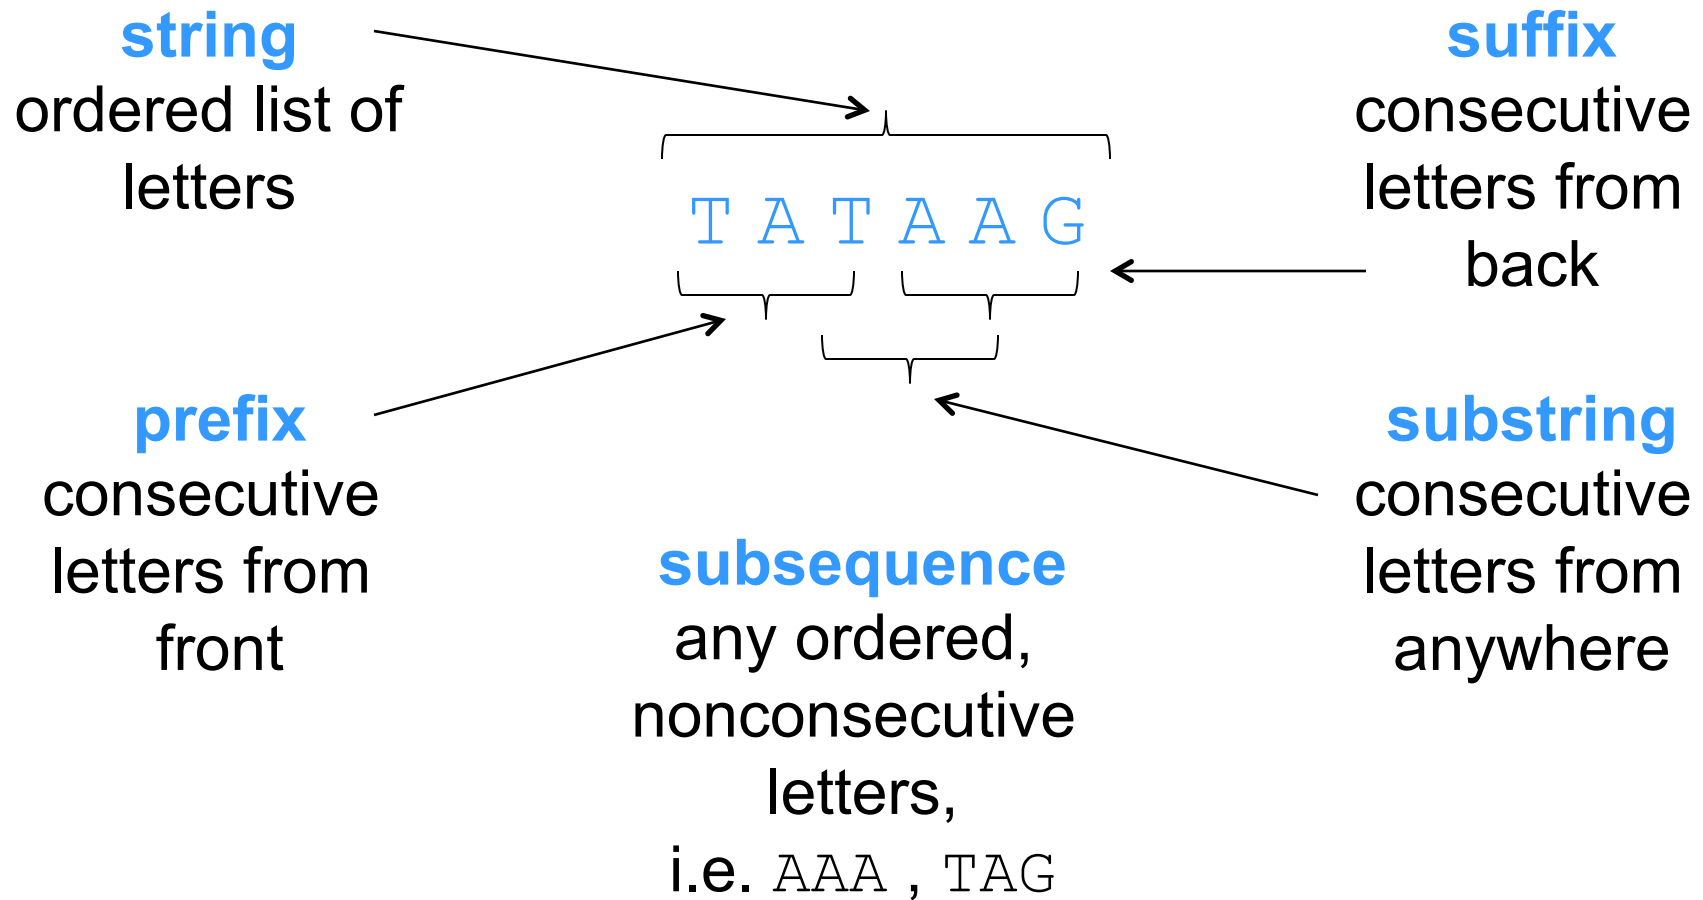 string
ordered list of
letters
suffix
consecutive
letters from
back
T A T A A G
prefix
consecutive
letters from
front
subsequence
any ordered,
nonconsecutive
letters,
i.e. AAA , TAG
substring
consecutive
letters from
anywhere